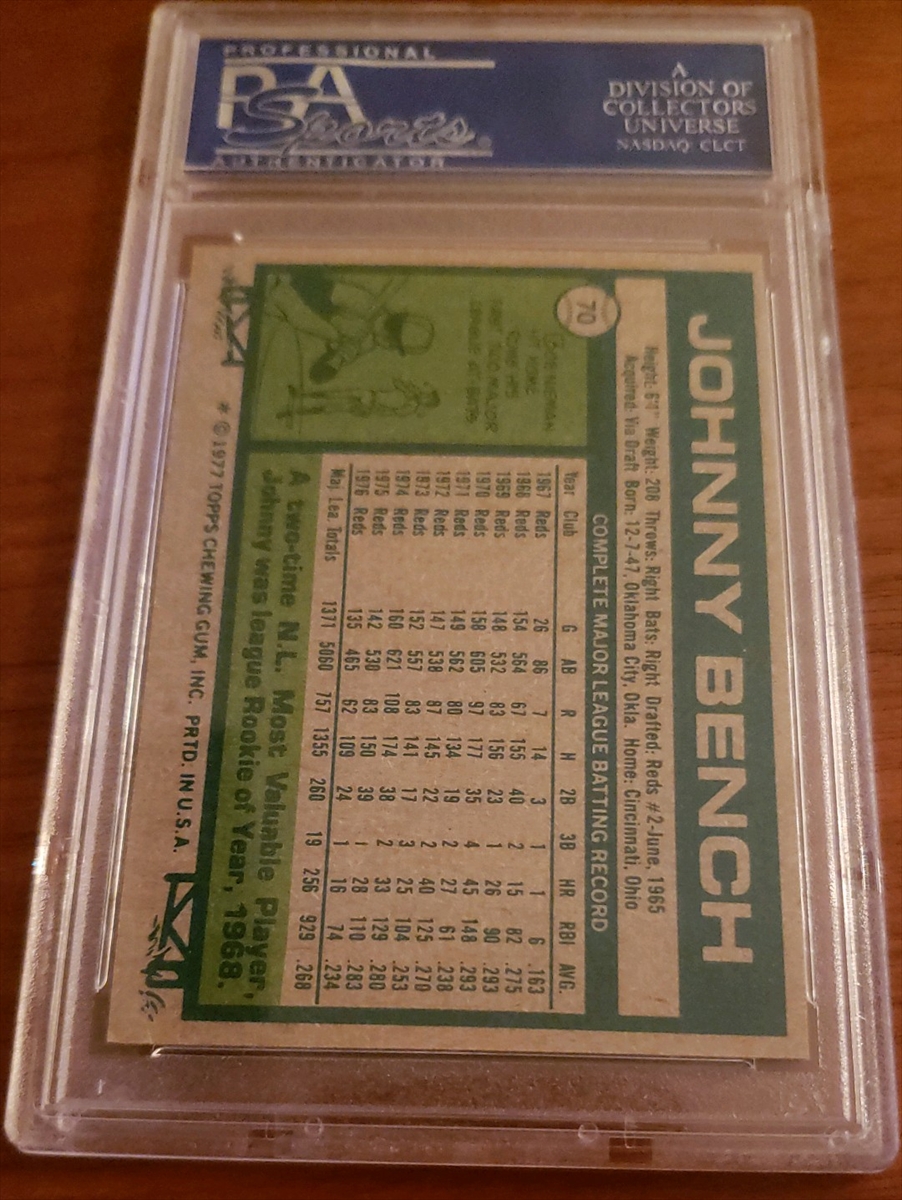 PROFESSIONAL
PSA
Sports
AUTHENTICATOR
A
DIVISION OF
COLLECTORS
UNIVERSE
NASDAQ CLCT
JOHNNY BENCH
70
Height: 6'1" Weight: 208 Throws: Right Bats: Right Drafted: Reds #2-June, 1965
Acquired: Via Draft Born: 12-7-47, Oklahoma City, Okla. Home: Cincinnati, Ohio
COMPLETE MAJOR LEAGUE BATTING RECORD
Year Club G AB R H 2B 3B HR RBI AVG.
1967 Reds 26 86 7 14 3 1 1 6 .163
1968 Reds 154 564 67 155 40 2 15 82 .275
1969 Reds 148 532 83 156 23 1 26 90 .293
1970 Reds 158 605 97 177 35 4 45 148 .293
1971 Reds 149 562 80 134 19 2 27 61 .238
1972 Reds 147 538 87 145 22 2 40 125 .270
1973 Reds 152 557 83 141 17 3 25 104 .253
1974 Reds 160 621 108 174 38 2 33 129 .280
1975 Reds 142 530 83 150 39 1 28 110 .283
1976 Reds 135 465 62 109 24 1 16 74 .234
Maj. Lea. Totals 1371 5060 757 1355 260 19 256 929 .268
FIRST TWO MAJOR
LEAGUE AT BATS
A two-time N.L. Most Valuable Player,
Johnny was league Rookie of Year, 1968.
* ©1977 TOPPS CHEWING GUM, INC. PRTD. IN U.S.A.